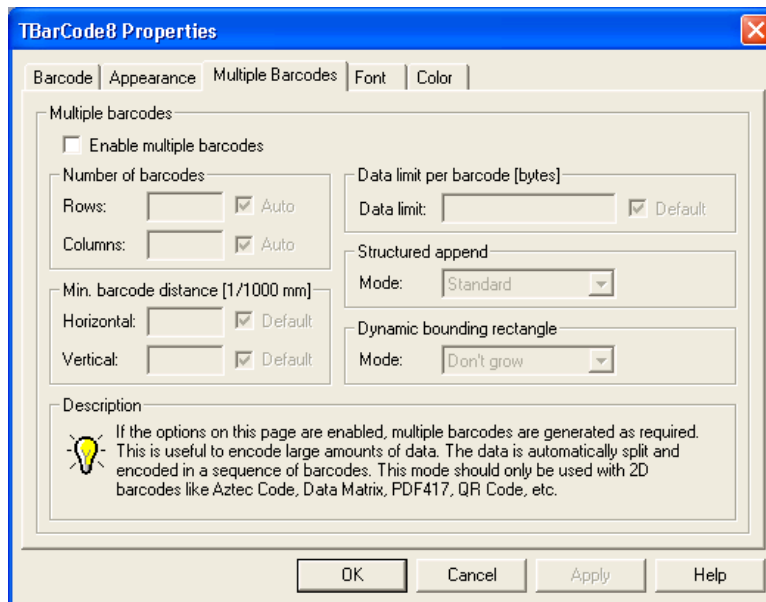 TBarCode8 Properties
Barcode Appearance Multiple Barcodes Font Color
Multiple barcodes
Enable multiple barcodes
Number of barcodes
Rows: Auto
Columns: Auto
Data limit per barcode [bytes]
Data limit: Default
Structured append
Mode: Standard
Min. barcode distance [1/1000 mm]
Horizontal: Default
Vertical: Default
Dynamic bounding rectangle
Mode: Don't grow
Description
If the options on this page are enabled, multiple barcodes are generated as required.
This is useful to encode large amounts of data. The data is automatically split and
encoded in a sequence of barcodes. This mode should only be used with 2D
barcodes like Aztec Code, Data Matrix, PDF417, QR Code, etc.
OK Cancel Apply Help